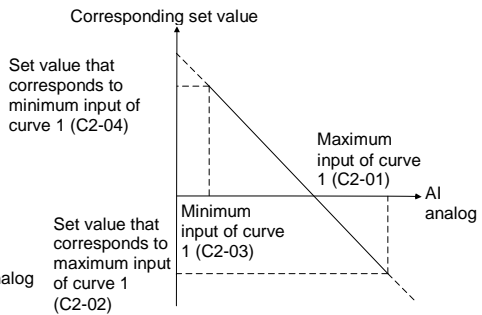 Corresponding set value
Set value that
corresponds to
minimum input of
curve 1 (C2-04)
Maximum
input of curve
1 (C2-01)
AI
analog
Minimum
input of curve
1 (C2-03)
Set value that
corresponds to
maximum input
of curve 1
(C2-02)
nalog